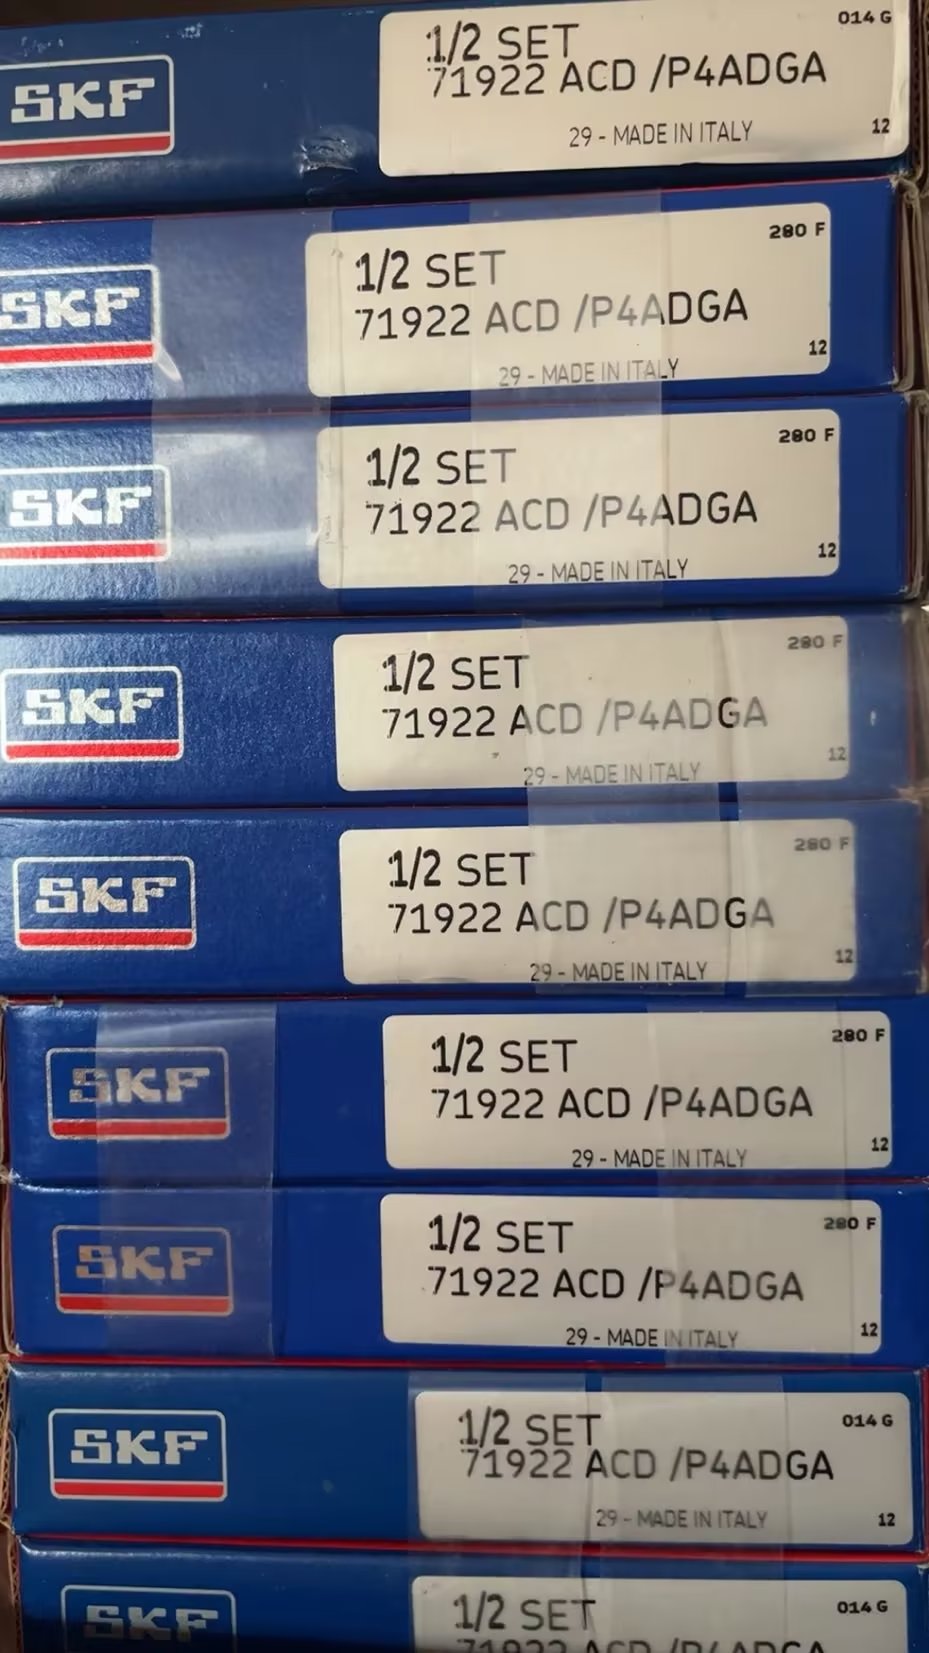 SKF
014 G
1/2 SET
71922 ACD /P4ADGA
29 - MADE IN ITALY
12
SKF
280 F
1/2 SET
71922 ACD /P4ADGA
29 - MADE IN ITALY
12
SKF
280 F
1/2 SET
71922 ACD /P4ADGA
29 - MADE IN ITALY
12
SKF
280 F
1/2 SET
71922 ACD /P4ADGA
29 - MADE IN ITALY
12
SKF
280 F
1/2 SET
71922 ACD /P4ADGA
29 - MADE IN ITALY
12
SKF
280 F
1/2 SET
71922 ACD /P4ADGA
29 - MADE IN ITALY
12
SKF
280 F
1/2 SET
71922 ACD /P4ADGA
29 - MADE IN ITALY
12
SKF
014 G
1/2 SET
71922 ACD /P4ADGA
29 - MADE IN ITALY
12
SKF
014 G
1/2 SET
71922 ACD /P4ADGA